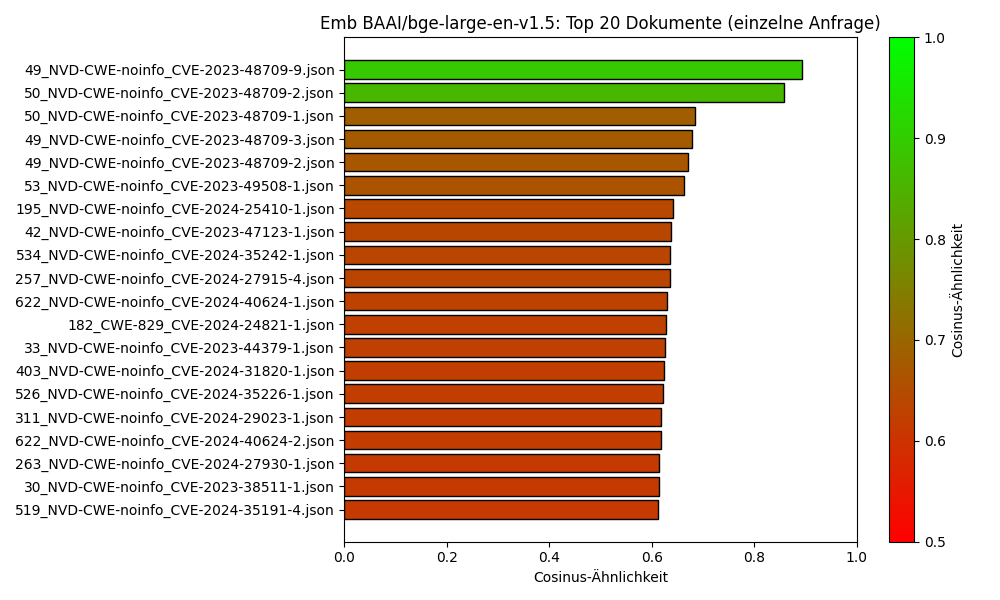 Emb BAAI/bge-large-en-v1.5: Top 20 Dokumente (einzelne Anfrage)
49_NVD-CWE-noinfo_CVE-2023-48709-9.json
50_NVD-CWE-noinfo_CVE-2023-48709-2.json
50_NVD-CWE-noinfo_CVE-2023-48709-1.json
49_NVD-CWE-noinfo_CVE-2023-48709-3.json
49_NVD-CWE-noinfo_CVE-2023-48709-2.json
53_NVD-CWE-noinfo_CVE-2023-49508-1.json
195_NVD-CWE-noinfo_CVE-2024-25410-1.json
42_NVD-CWE-noinfo_CVE-2023-47123-1.json
534_NVD-CWE-noinfo_CVE-2024-35242-1.json
257_NVD-CWE-noinfo_CVE-2024-27915-4.json
622_NVD-CWE-noinfo_CVE-2024-40624-1.json
182_CWE-829_CVE-2024-24821-1.json
33_NVD-CWE-noinfo_CVE-2023-44379-1.json
403_NVD-CWE-noinfo_CVE-2024-31820-1.json
526_NVD-CWE-noinfo_CVE-2024-35226-1.json
311_NVD-CWE-noinfo_CVE-2024-29023-1.json
622_NVD-CWE-noinfo_CVE-2024-40624-2.json
263_NVD-CWE-noinfo_CVE-2024-27930-1.json
30_NVD-CWE-noinfo_CVE-2023-38511-1.json
519_NVD-CWE-noinfo_CVE-2024-35191-4.json
0.0 0.2 0.4 0.6 0.8 1.0
Cosinus-Ähnlichkeit
1.0
0.9
0.8
0.7
0.6
0.5
Cosinus-Ähnlichkeit